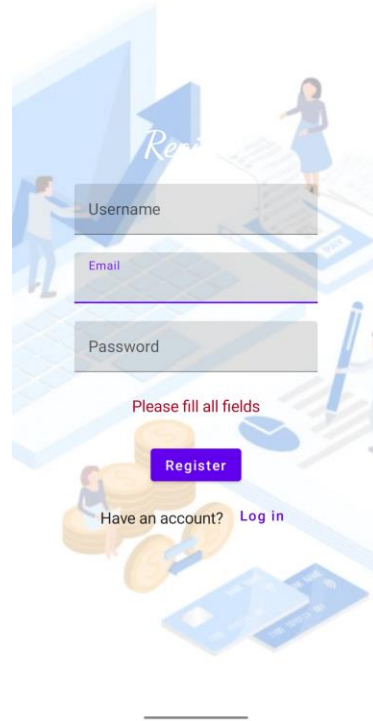 Username
Email
Password
Please fill all fields
Register
Have an account? Log in